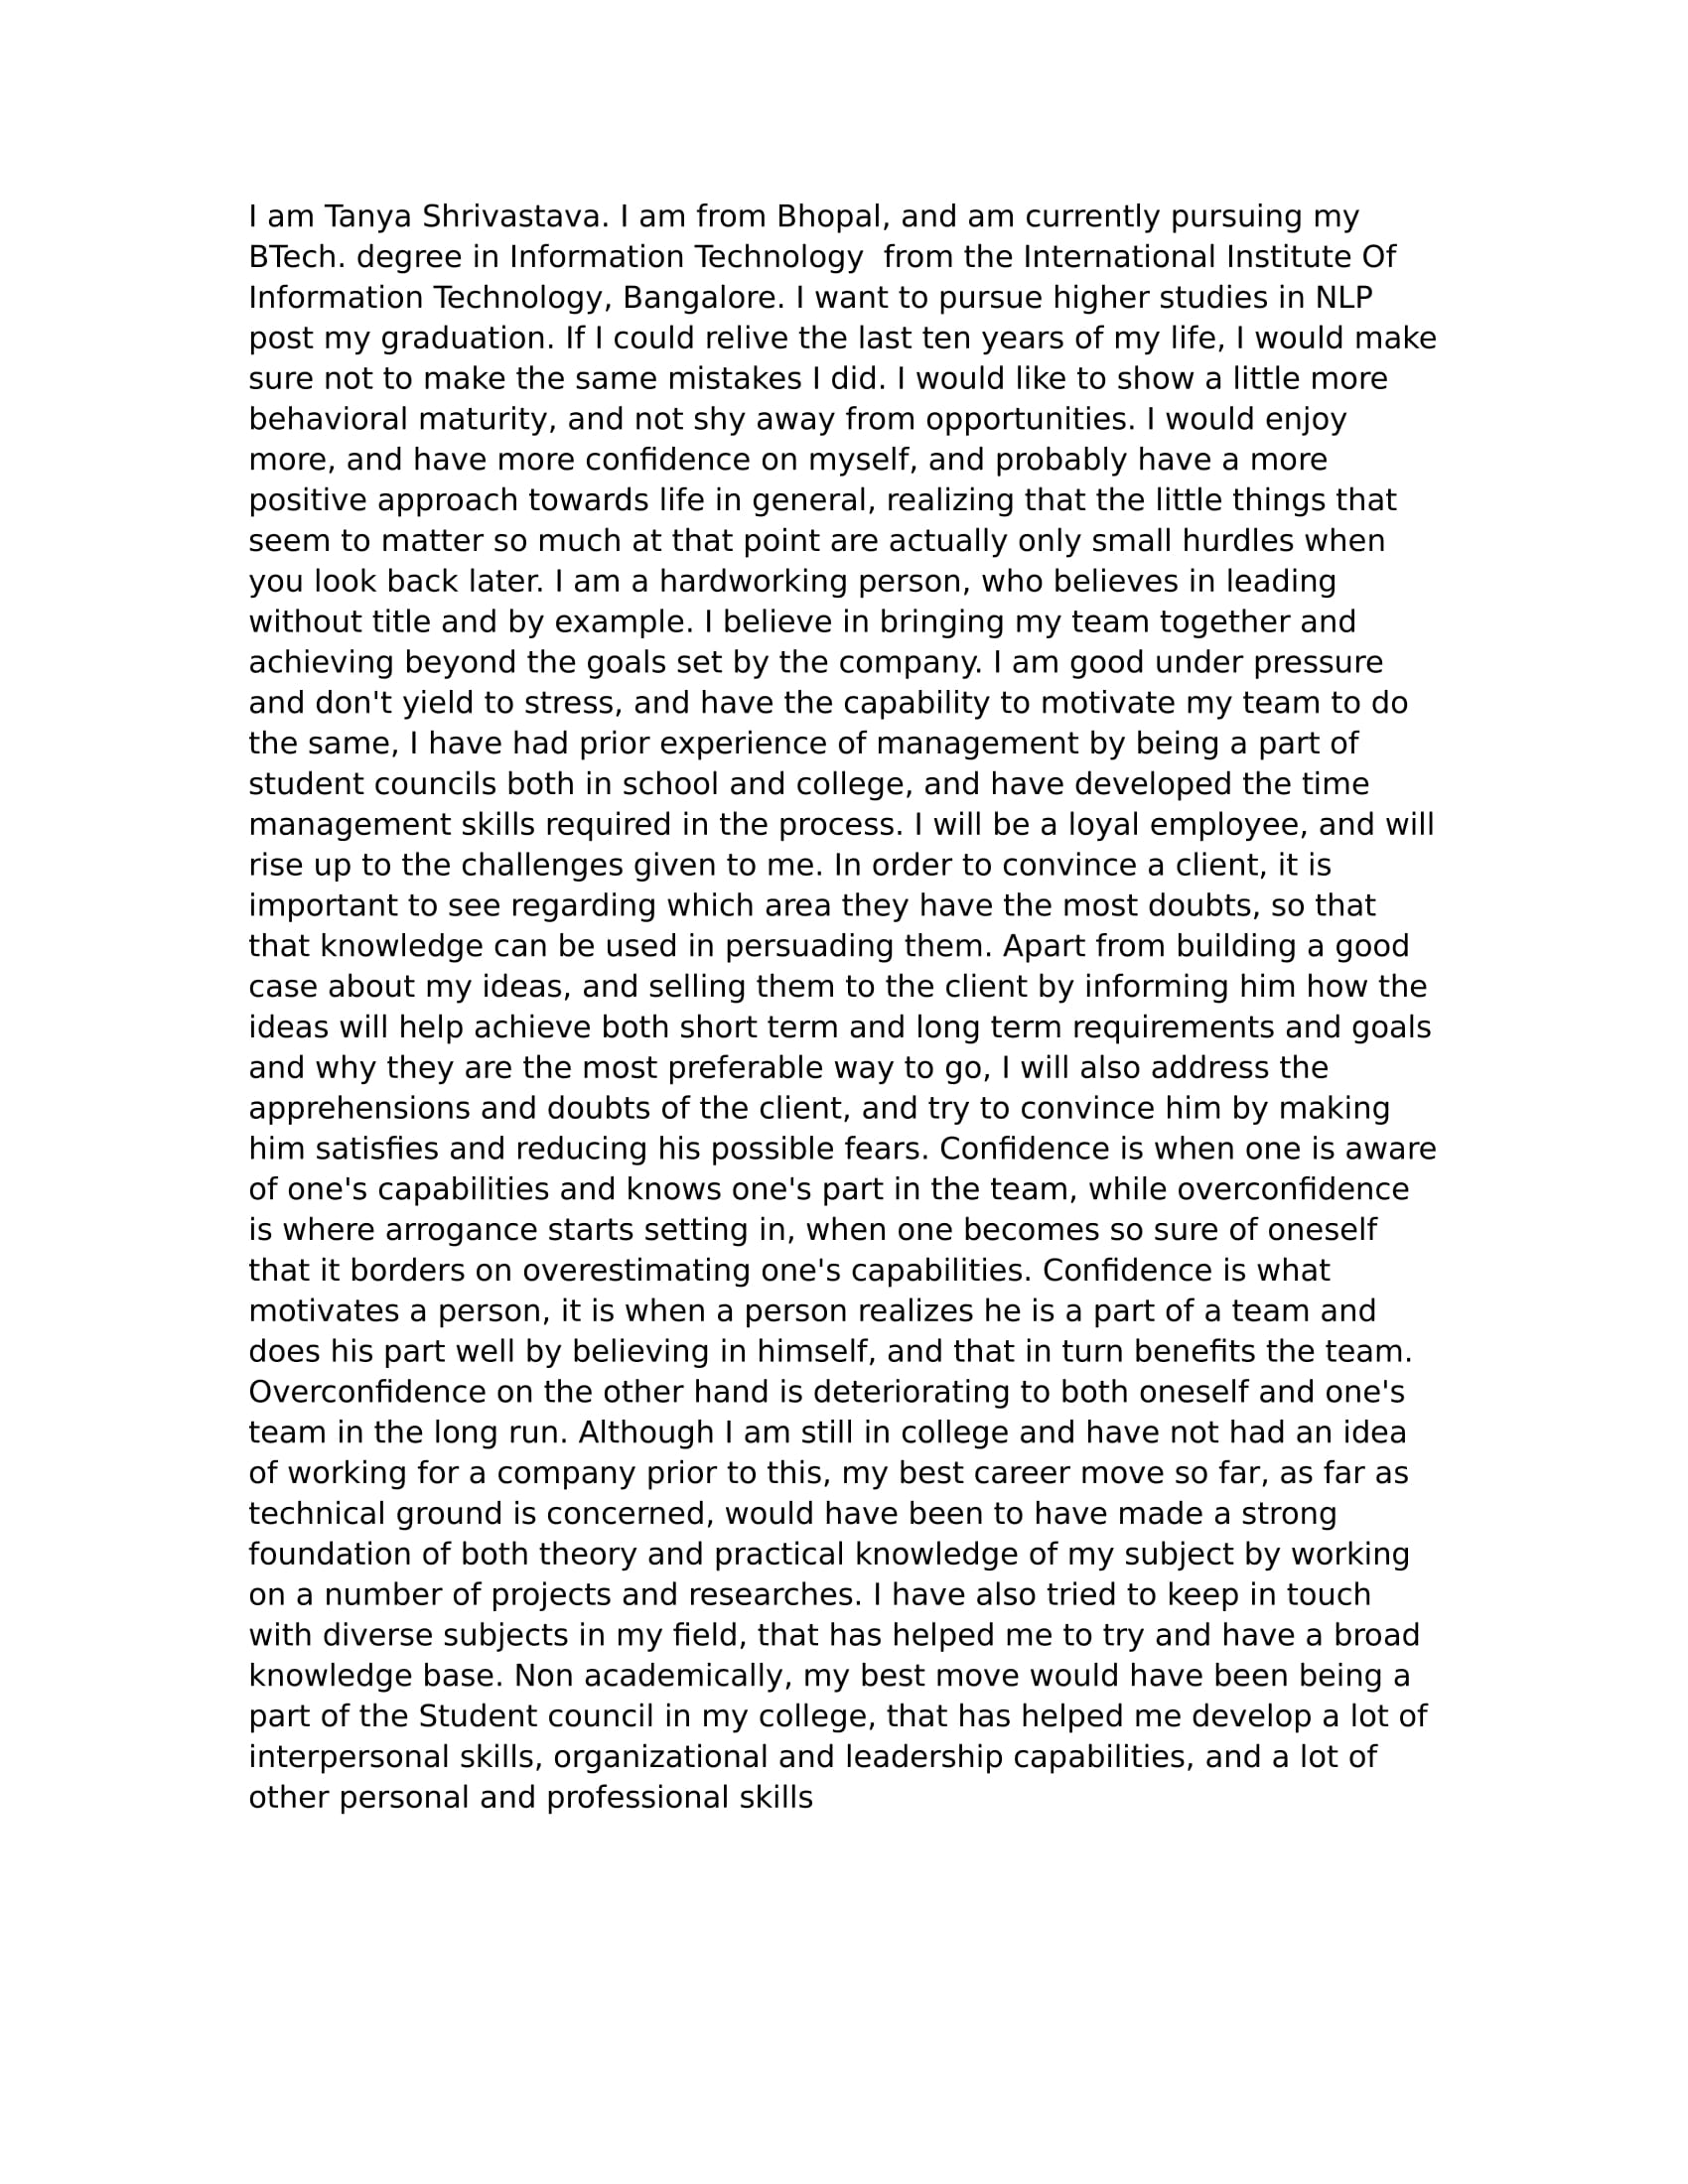 I am Tanya Shrivastava. I am from Bhopal, and am currently pursuing my
BTech. degree in Information Technology  from the International Institute Of
Information Technology, Bangalore. I want to pursue higher studies in NLP
post my graduation. If I could relive the last ten years of my life, I would make
sure not to make the same mistakes I did. I would like to show a little more
behavioral maturity, and not shy away from opportunities. I would enjoy
more, and have more confidence on myself, and probably have a more
positive approach towards life in general, realizing that the little things that
seem to matter so much at that point are actually only small hurdles when
you look back later. I am a hardworking person, who believes in leading
without title and by example. I believe in bringing my team together and
achieving beyond the goals set by the company. I am good under pressure
and don't yield to stress, and have the capability to motivate my team to do
the same, I have had prior experience of management by being a part of
student councils both in school and college, and have developed the time
management skills required in the process. I will be a loyal employee, and will
rise up to the challenges given to me. In order to convince a client, it is
important to see regarding which area they have the most doubts, so that
that knowledge can be used in persuading them. Apart from building a good
case about my ideas, and selling them to the client by informing him how the
ideas will help achieve both short term and long term requirements and goals
and why they are the most preferable way to go, I will also address the
apprehensions and doubts of the client, and try to convince him by making
him satisfies and reducing his possible fears. Confidence is when one is aware
of one's capabilities and knows one's part in the team, while overconfidence
is where arrogance starts setting in, when one becomes so sure of oneself
that it borders on overestimating one's capabilities. Confidence is what
motivates a person, it is when a person realizes he is a part of a team and
does his part well by believing in himself, and that in turn benefits the team.
Overconfidence on the other hand is deteriorating to both oneself and one's
team in the long run. Although I am still in college and have not had an idea
of working for a company prior to this, my best career move so far, as far as
technical ground is concerned, would have been to have made a strong
foundation of both theory and practical knowledge of my subject by working
on a number of projects and researches. I have also tried to keep in touch
with diverse subjects in my field, that has helped me to try and have a broad
knowledge base. Non academically, my best move would have been being a
part of the Student council in my college, that has helped me develop a lot of
interpersonal skills, organizational and leadership capabilities, and a lot of
other personal and professional skills